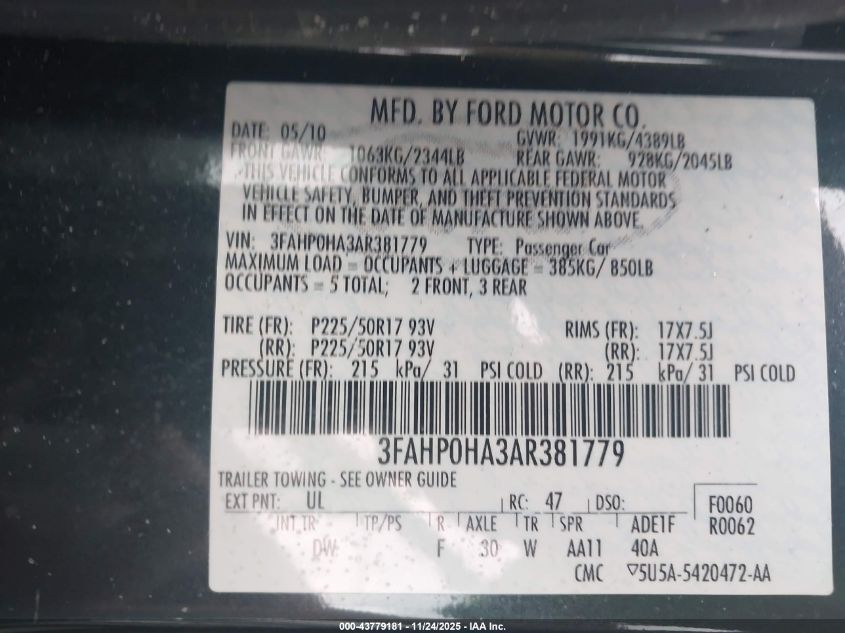 MFD. BY FORD MOTOR CO.
DATE: 05/10 GVWR: 1991KG/4389LB
FRONT GAWR: 1063KG/2344LB REAR GAWR: 928KG/2045LB
THIS VEHICLE CONFORMS TO ALL APPLICABLE FEDERAL MOTOR
VEHICLE SAFETY, BUMPER, AND THEFT PREVENTION STANDARDS
IN EFFECT ON THE DATE OF MANUFACTURE SHOWN ABOVE.
VIN: 3FAHP0HA3AR381779 TYPE: Passenger Car
MAXIMUM LOAD = OCCUPANTS + LUGGAGE = 385KG/ 850LB
OCCUPANTS = 5 TOTAL; 2 FRONT, 3 REAR
TIRE (FR): P225/50R17 93V RIMS (FR): 17X7.5J
(RR): P225/50R17 93V (RR): 17X7.5J
PRESSURE (FR): 215 kPa/ 31 PSI COLD (RR): 215 kPa/ 31 PSI COLD
3FAHP0HA3AR381779
TRAILER TOWING - SEE OWNER GUIDE
EXT PNT: UL RC: 47 DSO: F0060
INT TR TP/PS R AXLE TR SPR ADE1F R0062
DW F 30 W AA11 40A
CMC ▽5U5A-5420472-AA
000-43779181 - 11/24/2025 - IAA Inc.